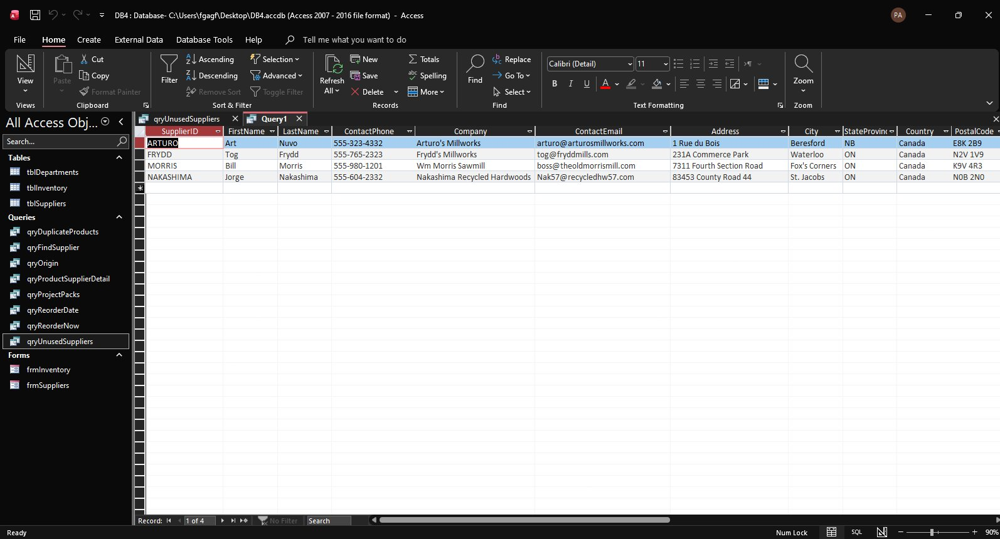 DB4 : Database- C:\Users\fgagf\Desktop\DB4.accdb (Access 2007 - 2016 file format) - Access
PA
File Home Create External Data Database Tools Help Tell me what you want to do
View
Views
Paste
Cut
Copy
Format Painter
Clipboard
Filter
Ascending
Descending
Remove Sort
Selection
Advanced
Toggle Filter
Sort & Filter
Refresh
All
New
Save
Delete
Totals
Spelling
More
Records
Find
Replace
Go To
Select
Find
Calibri (Detail) 11
B I U A
Text Formatting
Zoom
Zoom
All Access Obj...
Search...
Tables
tblDepartments
tblInventory
tblSuppliers
Queries
qryDuplicateProducts
qryFindSupplier
qryOrigin
qryProductSupplierDetail
qryProjectPacks
qryReorderDate
qryReorderNow
qryUnusedSuppliers
Forms
frmInventory
frmSuppliers
qryUnusedSuppliers Query1
SupplierID FirstName LastName ContactPhone Company ContactEmail Address City StateProvinc Country PostalCode
ARTURO Art Nuvo 555-323-4332 Arturo's Millworks arturo@arturosmillworks.com 1 Rue du Bois Beresford NB Canada E8K 2B9
FRYDD Tog Frydd 555-765-2323 Frydd's Millworks tog@fryddmills.com 231A Commerce Park Waterloo ON Canada N2V 1V9
MORRIS Bill Morris 555-980-1201 Wm Morris Sawmill boss@theoldmorrismill.com 7311 Fourth Section Road Fox's Corners ON Canada K9V 4R3
NAKASHIMA Jorge Nakashima 555-604-2332 Nakashima Recycled Hardwoods Nak57@recycledhw57.com 83453 County Road 44 St. Jacobs ON Canada N0B 2N0
Record: 1 of 4 No Filter Search
Ready
Num Lock SQL 90%